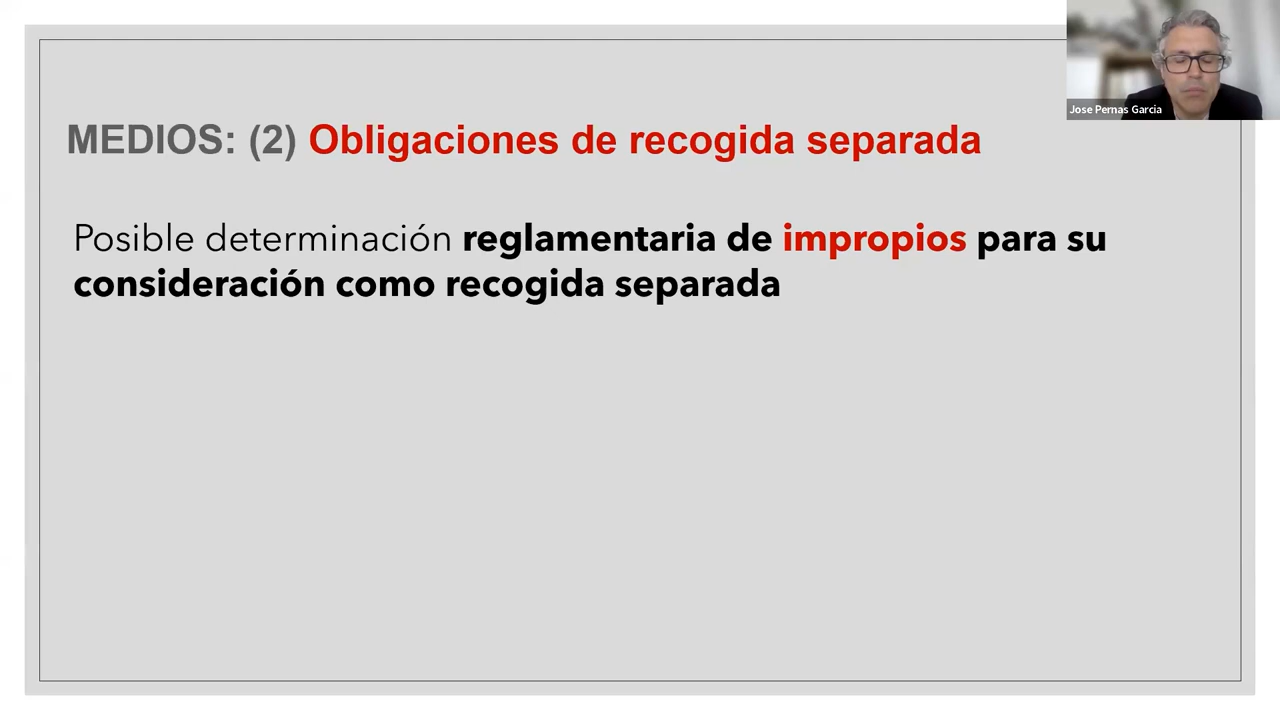 Jose Pernas Garcia
MEDIOS: (2) Obligaciones de recogida separada
Posible determinación reglamentaria de impropios para su
consideración como recogida separada